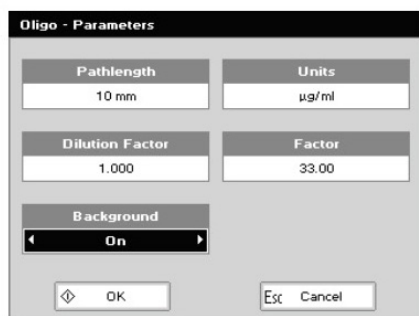 Oligo - Parameters
Pathlength
10 mm
Units
µg/ml
Dilution Factor
1.000
Factor
33.00
Background
On
OK
Esc Cancel